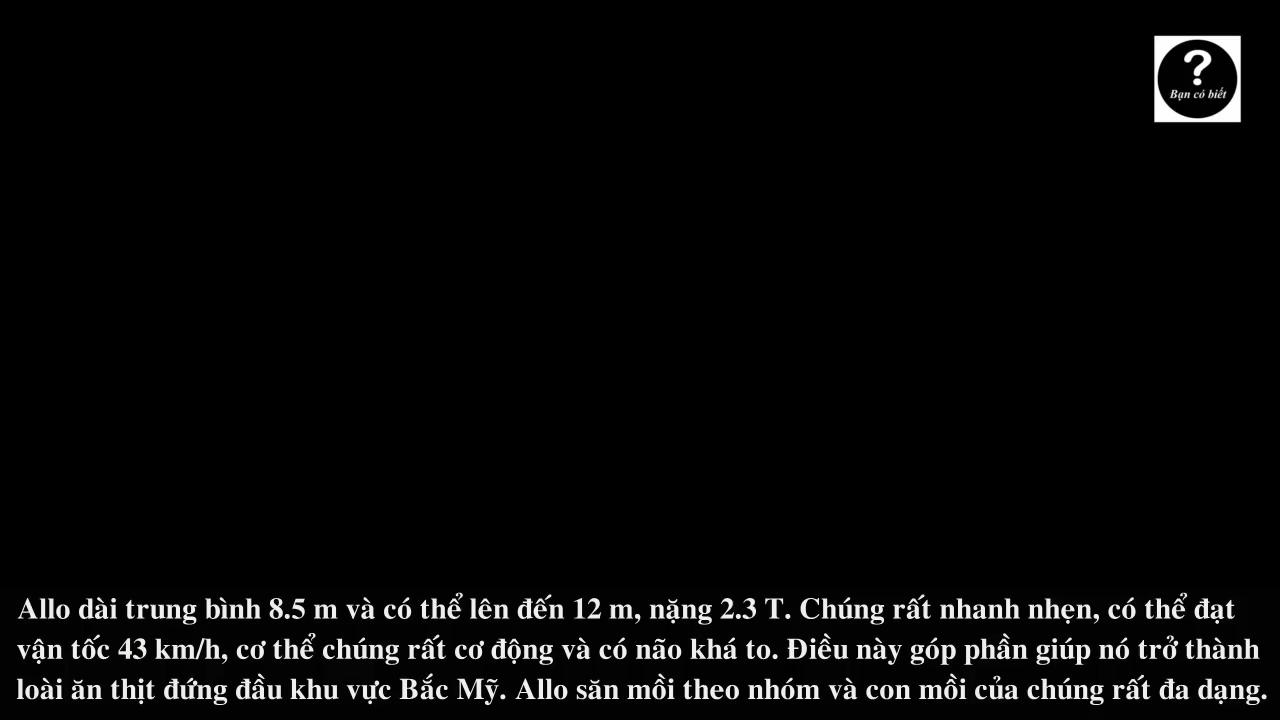 ?
Bạn có biết
Allo dài trung bình 8.5 m và có thể lên đến 12 m, nặng 2.3 T. Chúng rất nhanh nhẹn, có thể đạt
vận tốc 43 km/h, cơ thể chúng rất cơ động và có não khá to. Điều này góp phần giúp nó trở thành
loài ăn thịt đứng đầu khu vực Bắc Mỹ. Allo săn mồi theo nhóm và con mồi của chúng rất đa dạng.